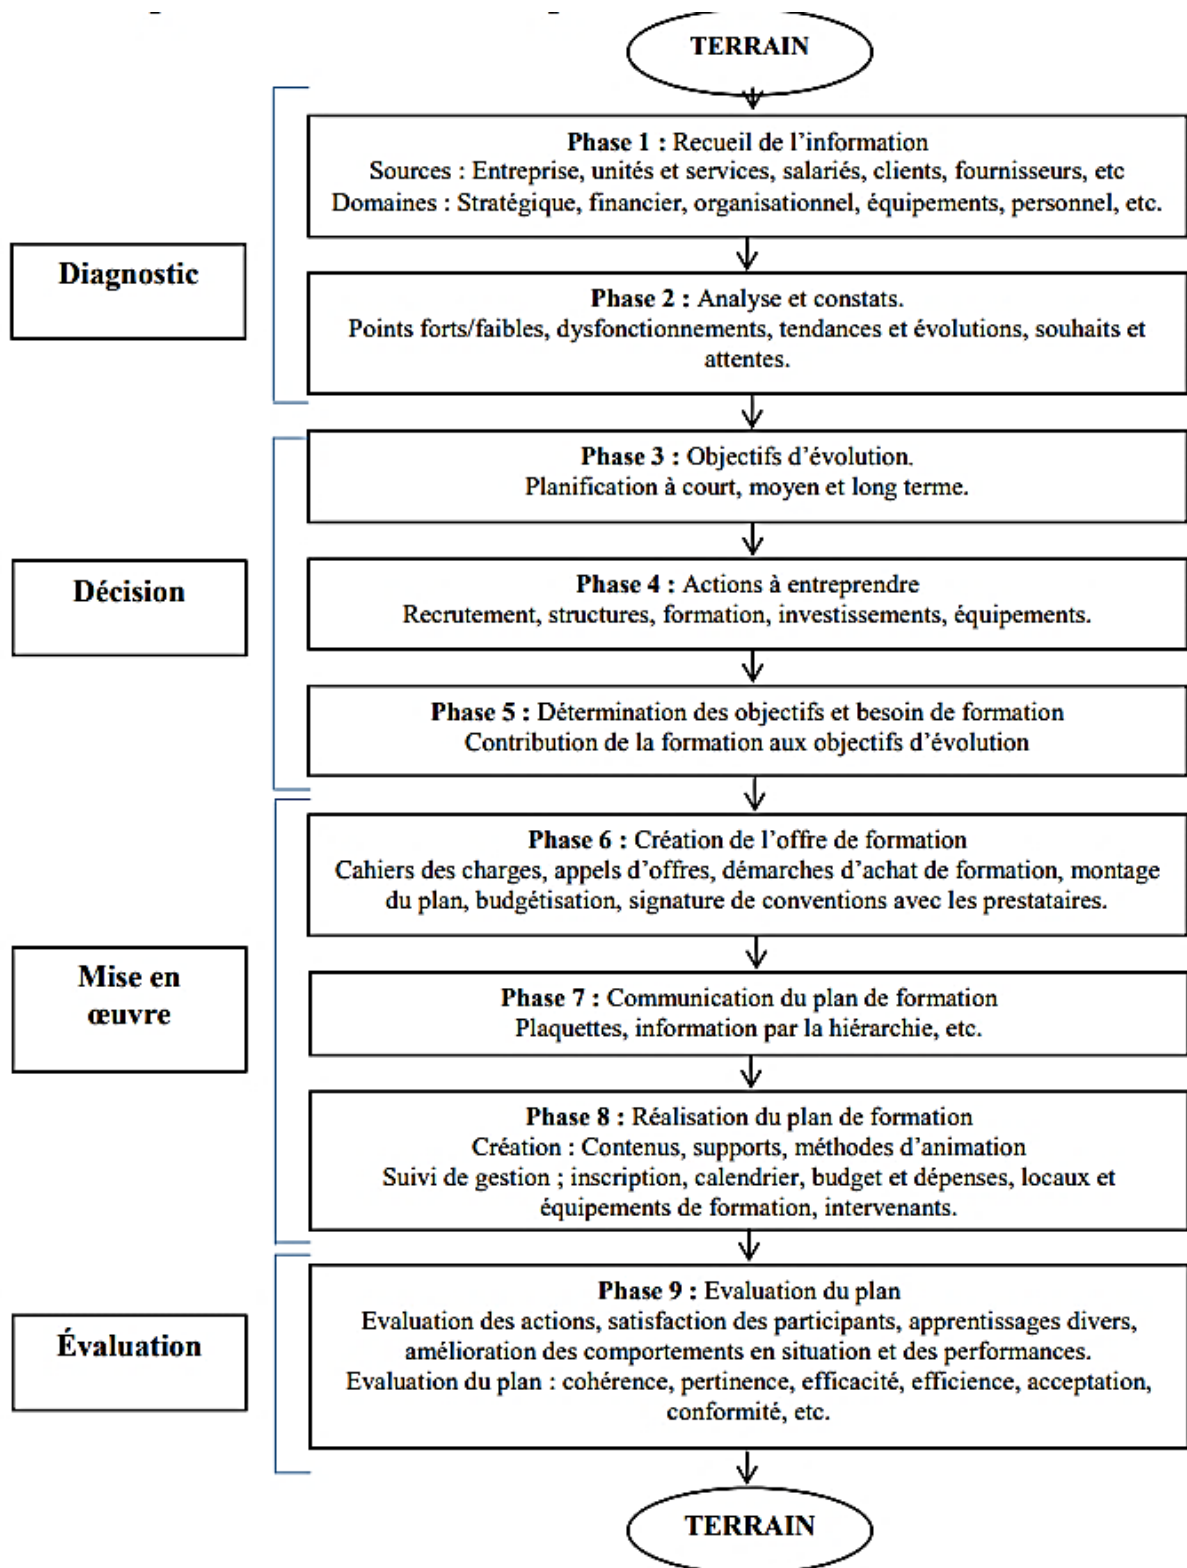 TERRAIN
Phase 1 : Recueil de l'information
Sources : Entreprise, unités et services, salariés, clients, fournisseurs, etc
Domaines : Stratégique, financier, organisationnel, équipements, personnel, etc.
Diagnostic
Phase 2 : Analyse et constats.
Points forts/faibles, dysfonctionnements, tendances et évolutions, souhaits et
attentes.
Phase 3 : Objectifs d'évolution.
Planification à court, moyen et long terme.
Décision
Phase 4 : Actions à entreprendre
Recrutement, structures, formation, investissements, équipements.
Phase 5 : Détermination des objectifs et besoin de formation
Contribution de la formation aux objectifs d'évolution
Phase 6 : Création de l'offre de formation
Cahiers des charges, appels d'offres, démarches d'achat de formation, montage
du plan, budgétisation, signature de conventions avec les prestataires.
Mise en
œuvre
Phase 7 : Communication du plan de formation
Plaquettes, information par la hiérarchie, etc.
Phase 8 : Réalisation du plan de formation
Création : Contenus, supports, méthodes d'animation
Suivi de gestion ; inscription, calendrier, budget et dépenses, locaux et
équipements de formation, intervenants.
Phase 9 : Evaluation du plan
Evaluation des actions, satisfaction des participants, apprentissages divers,
amélioration des comportements en situation et des performances.
Evaluation du plan : cohérence, pertinence, efficacité, efficience, acceptation,
conformité, etc.
Évaluation
TERRAIN